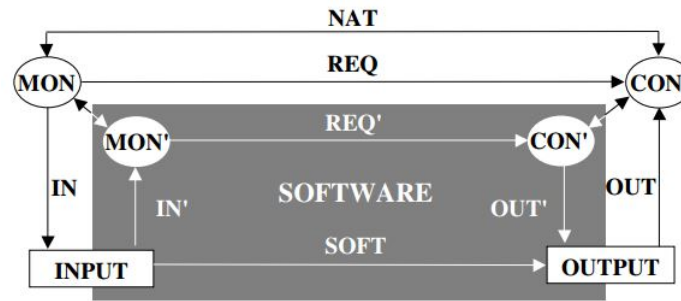 NAT
REQ
MON
CON
MON'
REQ'
CON'
IN
IN'
SOFTWARE
OUT'
OUT
SOFT
INPUT
OUTPUT